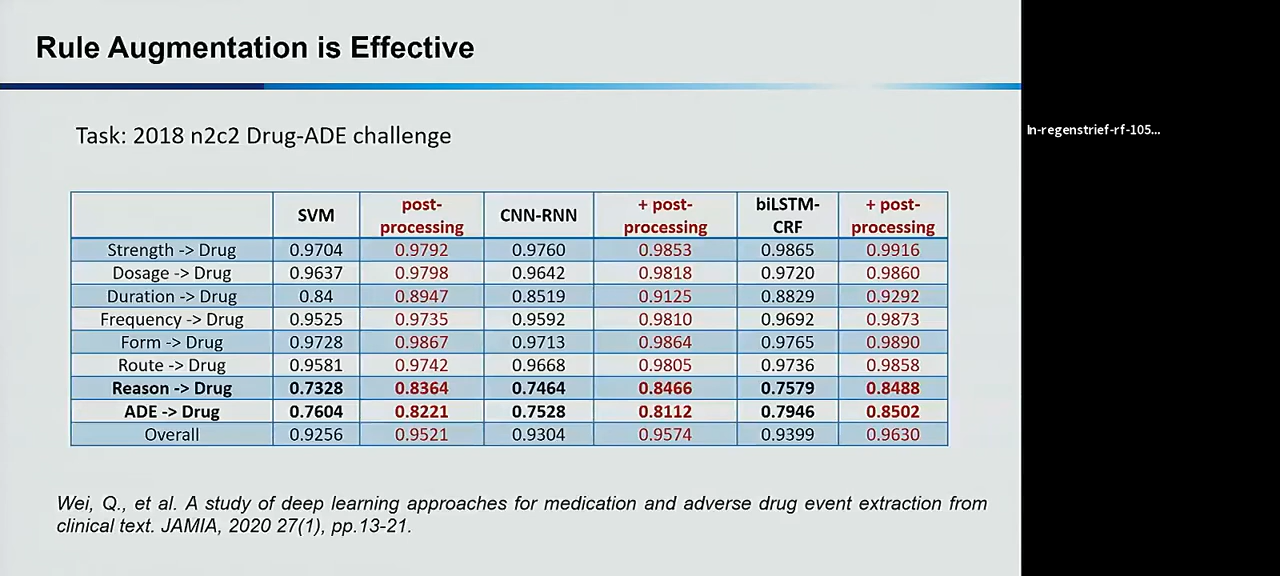 Rule Augmentation is Effective
ln-regenstrief-rf-105...
Task: 2018 n2c2 Drug-ADE challenge
SVM post-processing CNN-RNN + post-processing biLSTM-CRF + post-processing
Strength -> Drug 0.9704 0.9792 0.9760 0.9853 0.9865 0.9916
Dosage -> Drug 0.9637 0.9798 0.9642 0.9818 0.9720 0.9860
Duration -> Drug 0.84 0.8947 0.8519 0.9125 0.8829 0.9292
Frequency -> Drug 0.9525 0.9735 0.9592 0.9810 0.9692 0.9873
Form -> Drug 0.9728 0.9867 0.9713 0.9864 0.9765 0.9890
Route -> Drug 0.9581 0.9742 0.9668 0.9805 0.9736 0.9858
Reason -> Drug 0.7328 0.8364 0.7464 0.8466 0.7579 0.8488
ADE -> Drug 0.7604 0.8221 0.7528 0.8112 0.7946 0.8502
Overall 0.9256 0.9521 0.9304 0.9574 0.9399 0.9630
Wei, Q., et al. A study of deep learning approaches for medication and adverse drug event extraction from
clinical text. JAMIA, 2020 27(1), pp.13-21.